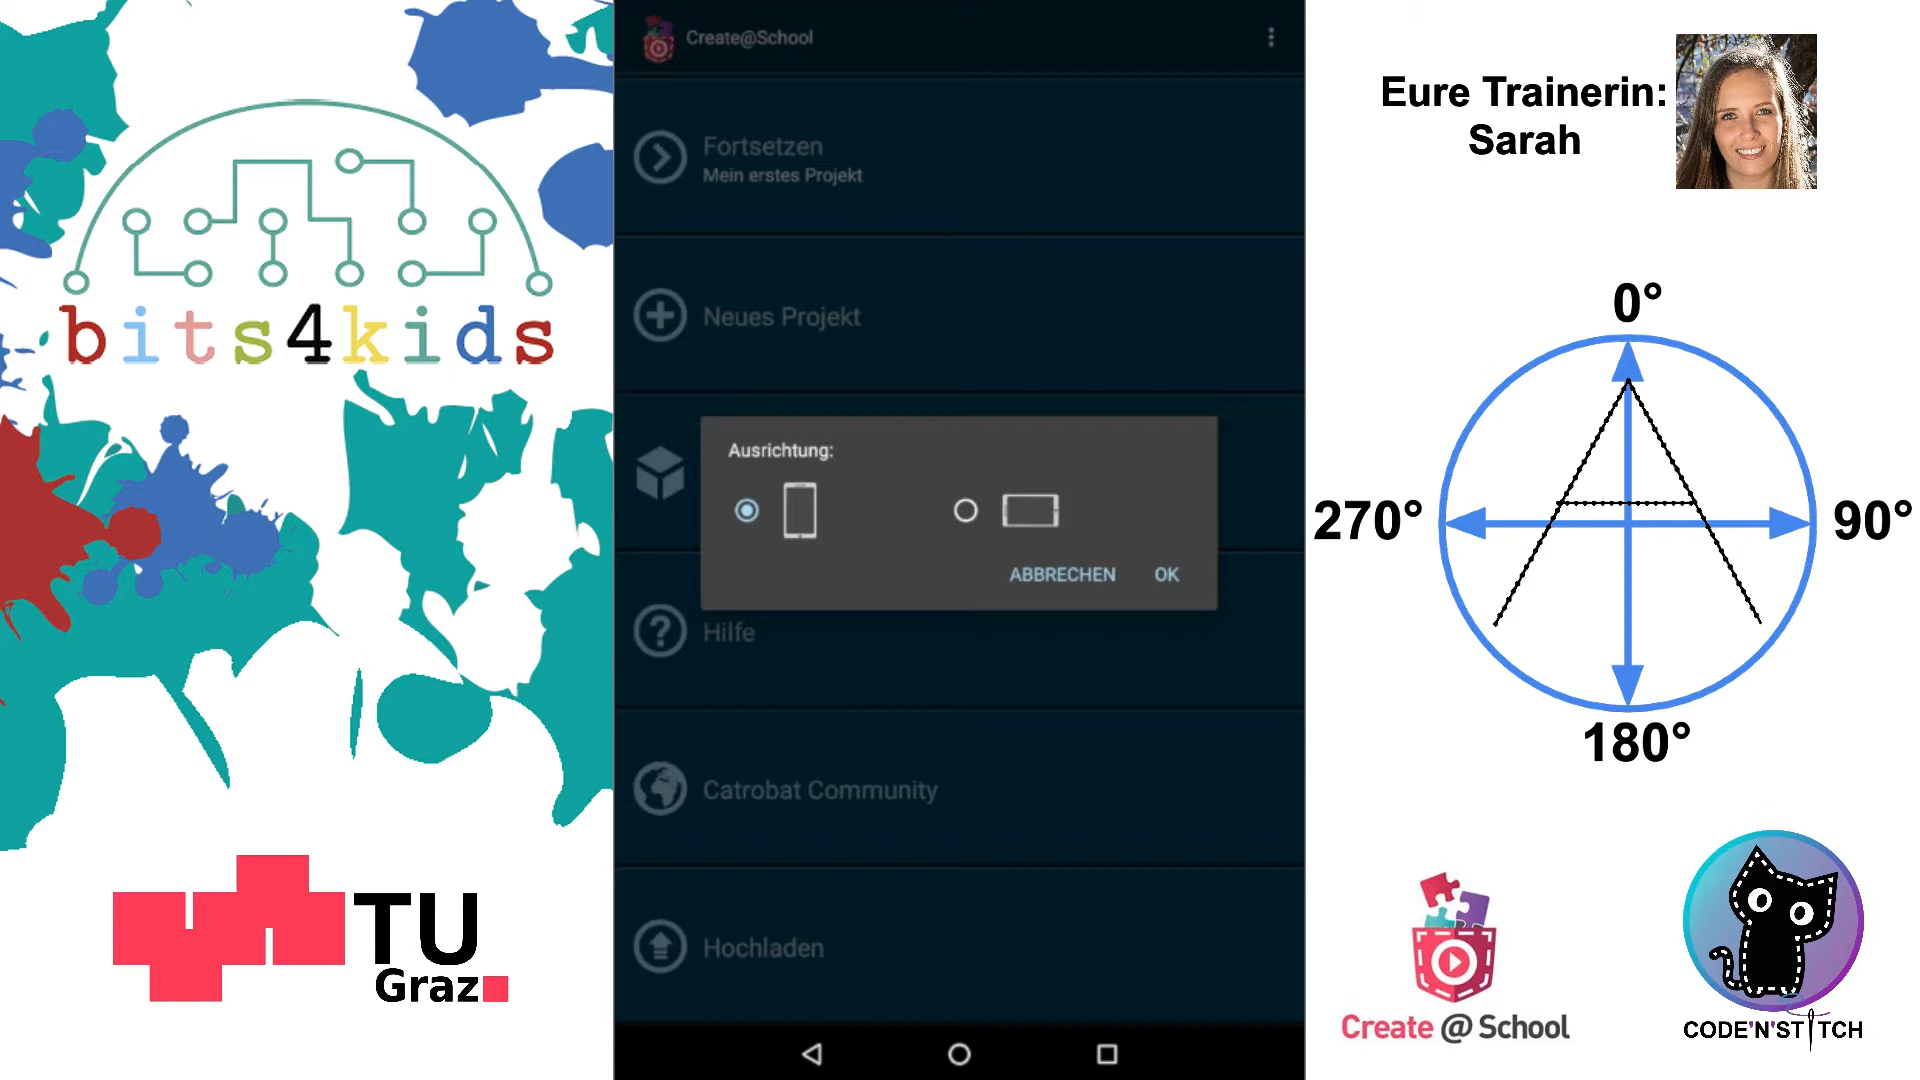 bits4kids
TU
Graz
Create@School
Fortsetzen
Mein erstes Projekt
Neues Projekt
Ausrichtung:
ABBRECHEN OK
Hilfe
Catrobat Community
Hochladen
Eure Trainerin:
Sarah
0°
270° 90°
180°
Create @ School
CODE'N'STITCH